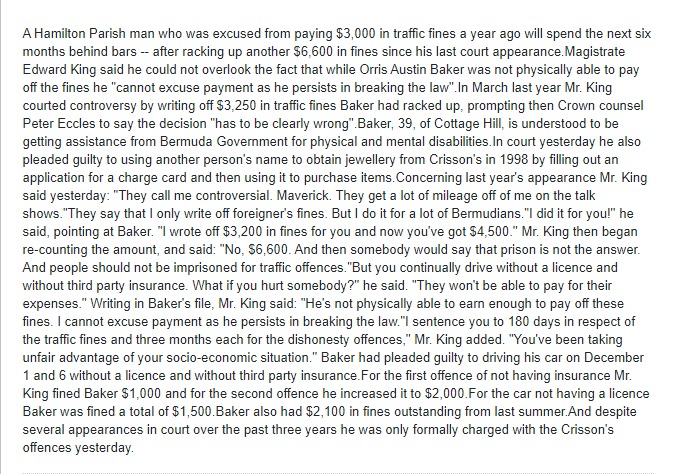 A Hamilton Parish man who was excused from paying $3,000 in traffic fines a year ago will spend the next six
months behind bars -- after racking up another $6,600 in fines since his last court appearance.Magistrate
Edward King said he could not overlook the fact that while Orris Austin Baker was not physically able to pay
off the fines he "cannot excuse payment as he persists in breaking the law".In March last year Mr. King
courted controversy by writing off $3,250 in traffic fines Baker had racked up, prompting then Crown counsel
Peter Eccles to say the decision "has to be clearly wrong".Baker, 39, of Cottage Hill, is understood to be
getting assistance from Bermuda Government for physical and mental disabilities.In court yesterday he also
pleaded guilty to using another person's name to obtain jewellery from Crisson's in 1998 by filling out an
application for a charge card and then using it to purchase items.Concerning last year's appearance Mr. King
said yesterday: "They call me controversial. Maverick. They get a lot of mileage off of me on the talk
shows."They say that I only write off foreigner's fines. But I do it for a lot of Bermudians."I did it for you!" he
said, pointing at Baker. "I wrote off $3,200 in fines for you and now you've got $4,500." Mr. King then began
re-counting the amount, and said: "No, $6,600. And then somebody would say that prison is not the answer.
And people should not be imprisoned for traffic offences."But you continually drive without a licence and
without third party insurance. What if you hurt somebody?" he said. "They won't be able to pay for their
expenses." Writing in Baker's file, Mr. King said: "He's not physically able to earn enough to pay off these
fines. I cannot excuse payment as he persists in breaking the law."I sentence you to 180 days in respect of
the traffic fines and three months each for the dishonesty offences," Mr. King added. "You've been taking
unfair advantage of your socio-economic situation." Baker had pleaded guilty to driving his car on December
1 and 6 without a licence and without third party insurance.For the first offence of not having insurance Mr.
King fined Baker $1,000 and for the second offence he increased it to $2,000.For the car not having a licence
Baker was fined a total of $1,500.Baker also had $2,100 in fines outstanding from last summer.And despite
several appearances in court over the past three years he was only formally charged with the Crisson's
offences yesterday.